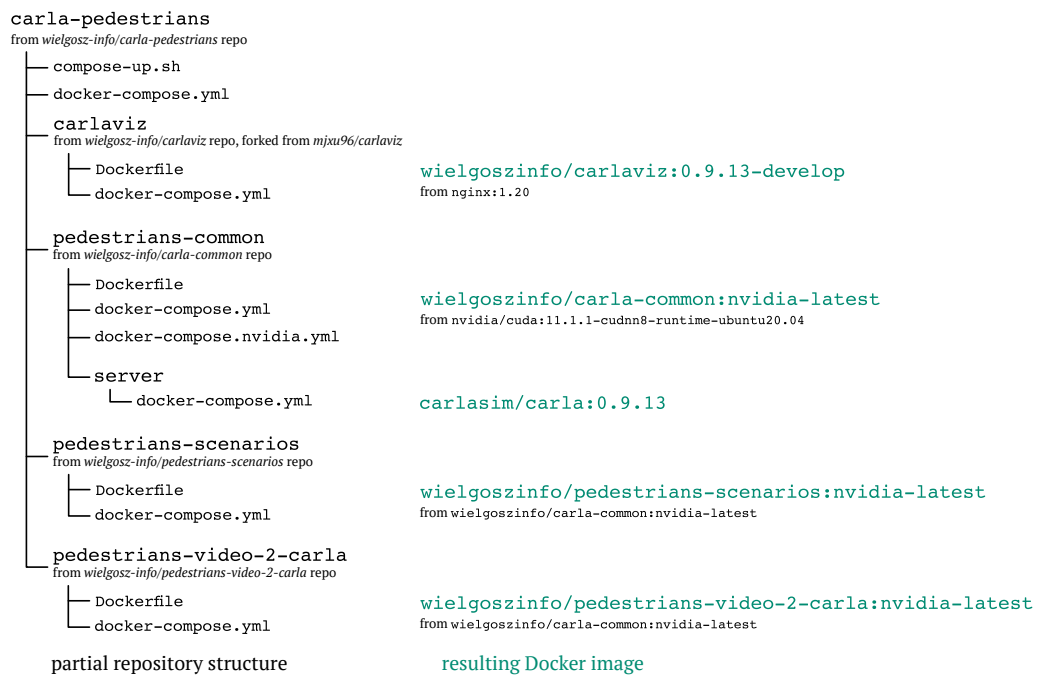 carla-pedestrians
from wielgosz-info/carla-pedestrians repo
compose-up.sh
docker-compose.yml
carlaviz
from wielgosz-info/carlaviz repo, forked from mjxu96/carlaviz
Dockerfile
docker-compose.yml
wielgoszinfo/carlaviz:0.9.13-develop
from nginx:1.20
pedestrians-common
from wielgosz-info/carla-common repo
Dockerfile
docker-compose.yml
docker-compose.nvidia.yml
wielgoszinfo/carla-common:nvidia-latest
from nvidia/cuda:11.1.1-cudnn8-runtime-ubuntu20.04
server
docker-compose.yml
carlasim/carla:0.9.13
pedestrians-scenarios
from wielgosz-info/pedestrians-scenarios repo
Dockerfile
docker-compose.yml
wielgoszinfo/pedestrians-scenarios:nvidia-latest
from wielgoszinfo/carla-common:nvidia-latest
pedestrians-video-2-carla
from wielgosz-info/pedestrians-video-2-carla repo
Dockerfile
docker-compose.yml
wielgoszinfo/pedestrians-video-2-carla:nvidia-latest
from wielgoszinfo/carla-common:nvidia-latest
partial repository structure
resulting Docker image